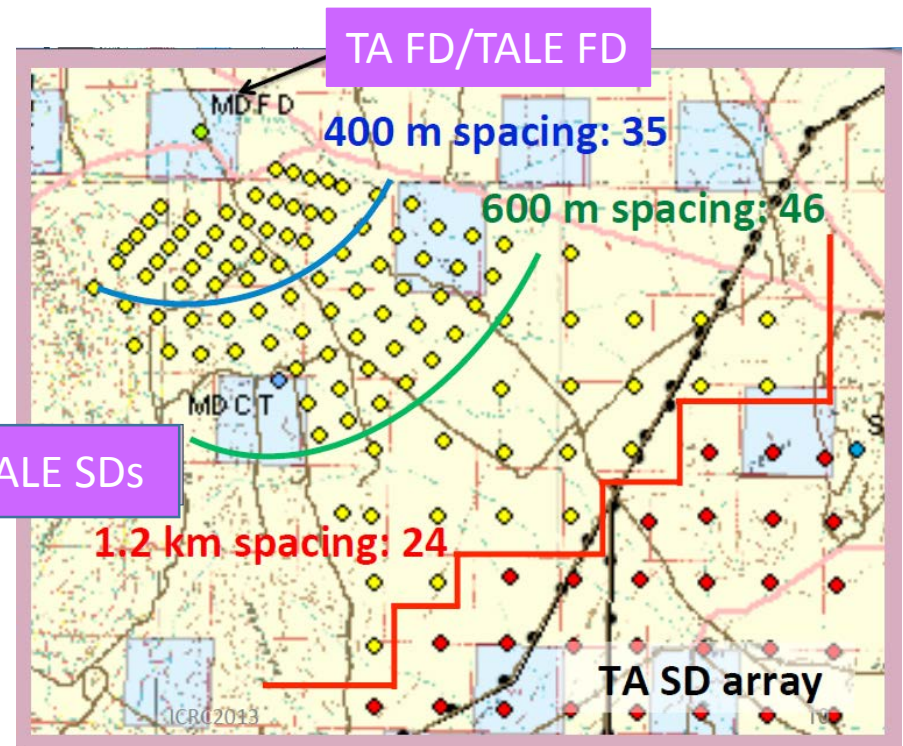 TA FD/TALE FD
MD F D
400 m spacing: 35
600 m spacing: 46
MD C T
S
ALE SDs
1.2 km spacing: 24
TA SD array
ICRC2013
10